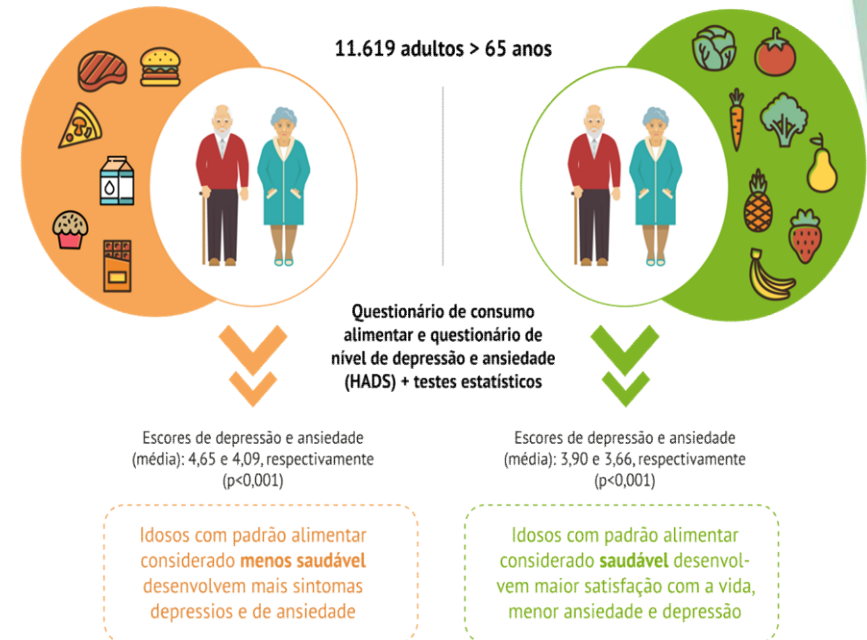 11.619 adultos > 65 anos
Questionário de consumo
alimentar e questionário de
nível de depressão e ansiedade
(HADS) + testes estatísticos
Escores de depressão e ansiedade
(média): 4,65 e 4,09, respectivamente
(p<0,001)
Idosos com padrão alimentar
considerado menos saudável
desenvolvem mais sintomas
depressios e de ansiedade
Escores de depressão e ansiedade
(média): 3,90 e 3,66, respectivamente
(p<0,001)
Idosos com padrão alimentar
considerado saudável desenvol-
vem maior satisfação com a vida,
menor ansiedade e depressão